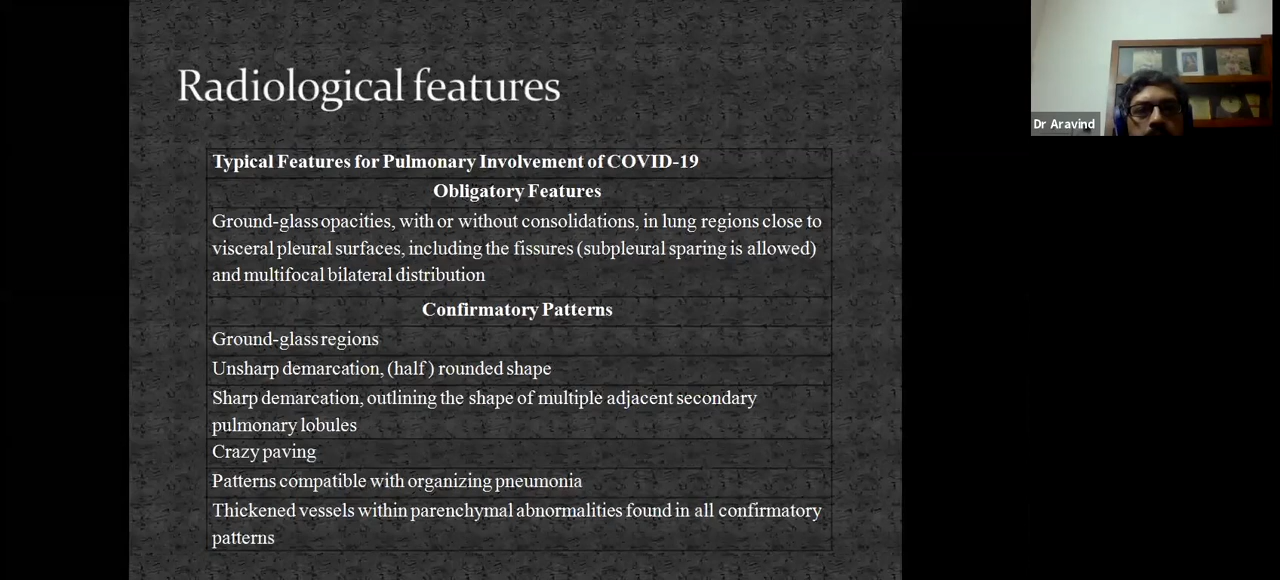 Radiological features
Typical Features for Pulmonary Involvement of COVID-19
Obligatory Features
Ground-glass opacities, with or without consolidations, in lung regions close to
visceral pleural surfaces, including the fissures (subpleural sparing is allowed)
and multifocal bilateral distribution
Confirmatory Patterns
Ground-glass regions
Unsharp demarcation, (half ) rounded shape
Sharp demarcation, outlining the shape of multiple adjacent secondary
pulmonary lobules
Crazy paving
Patterns compatible with organizing pneumonia
Thickened vessels within parenchymal abnormalities found in all confirmatory
patterns
Dr Aravind